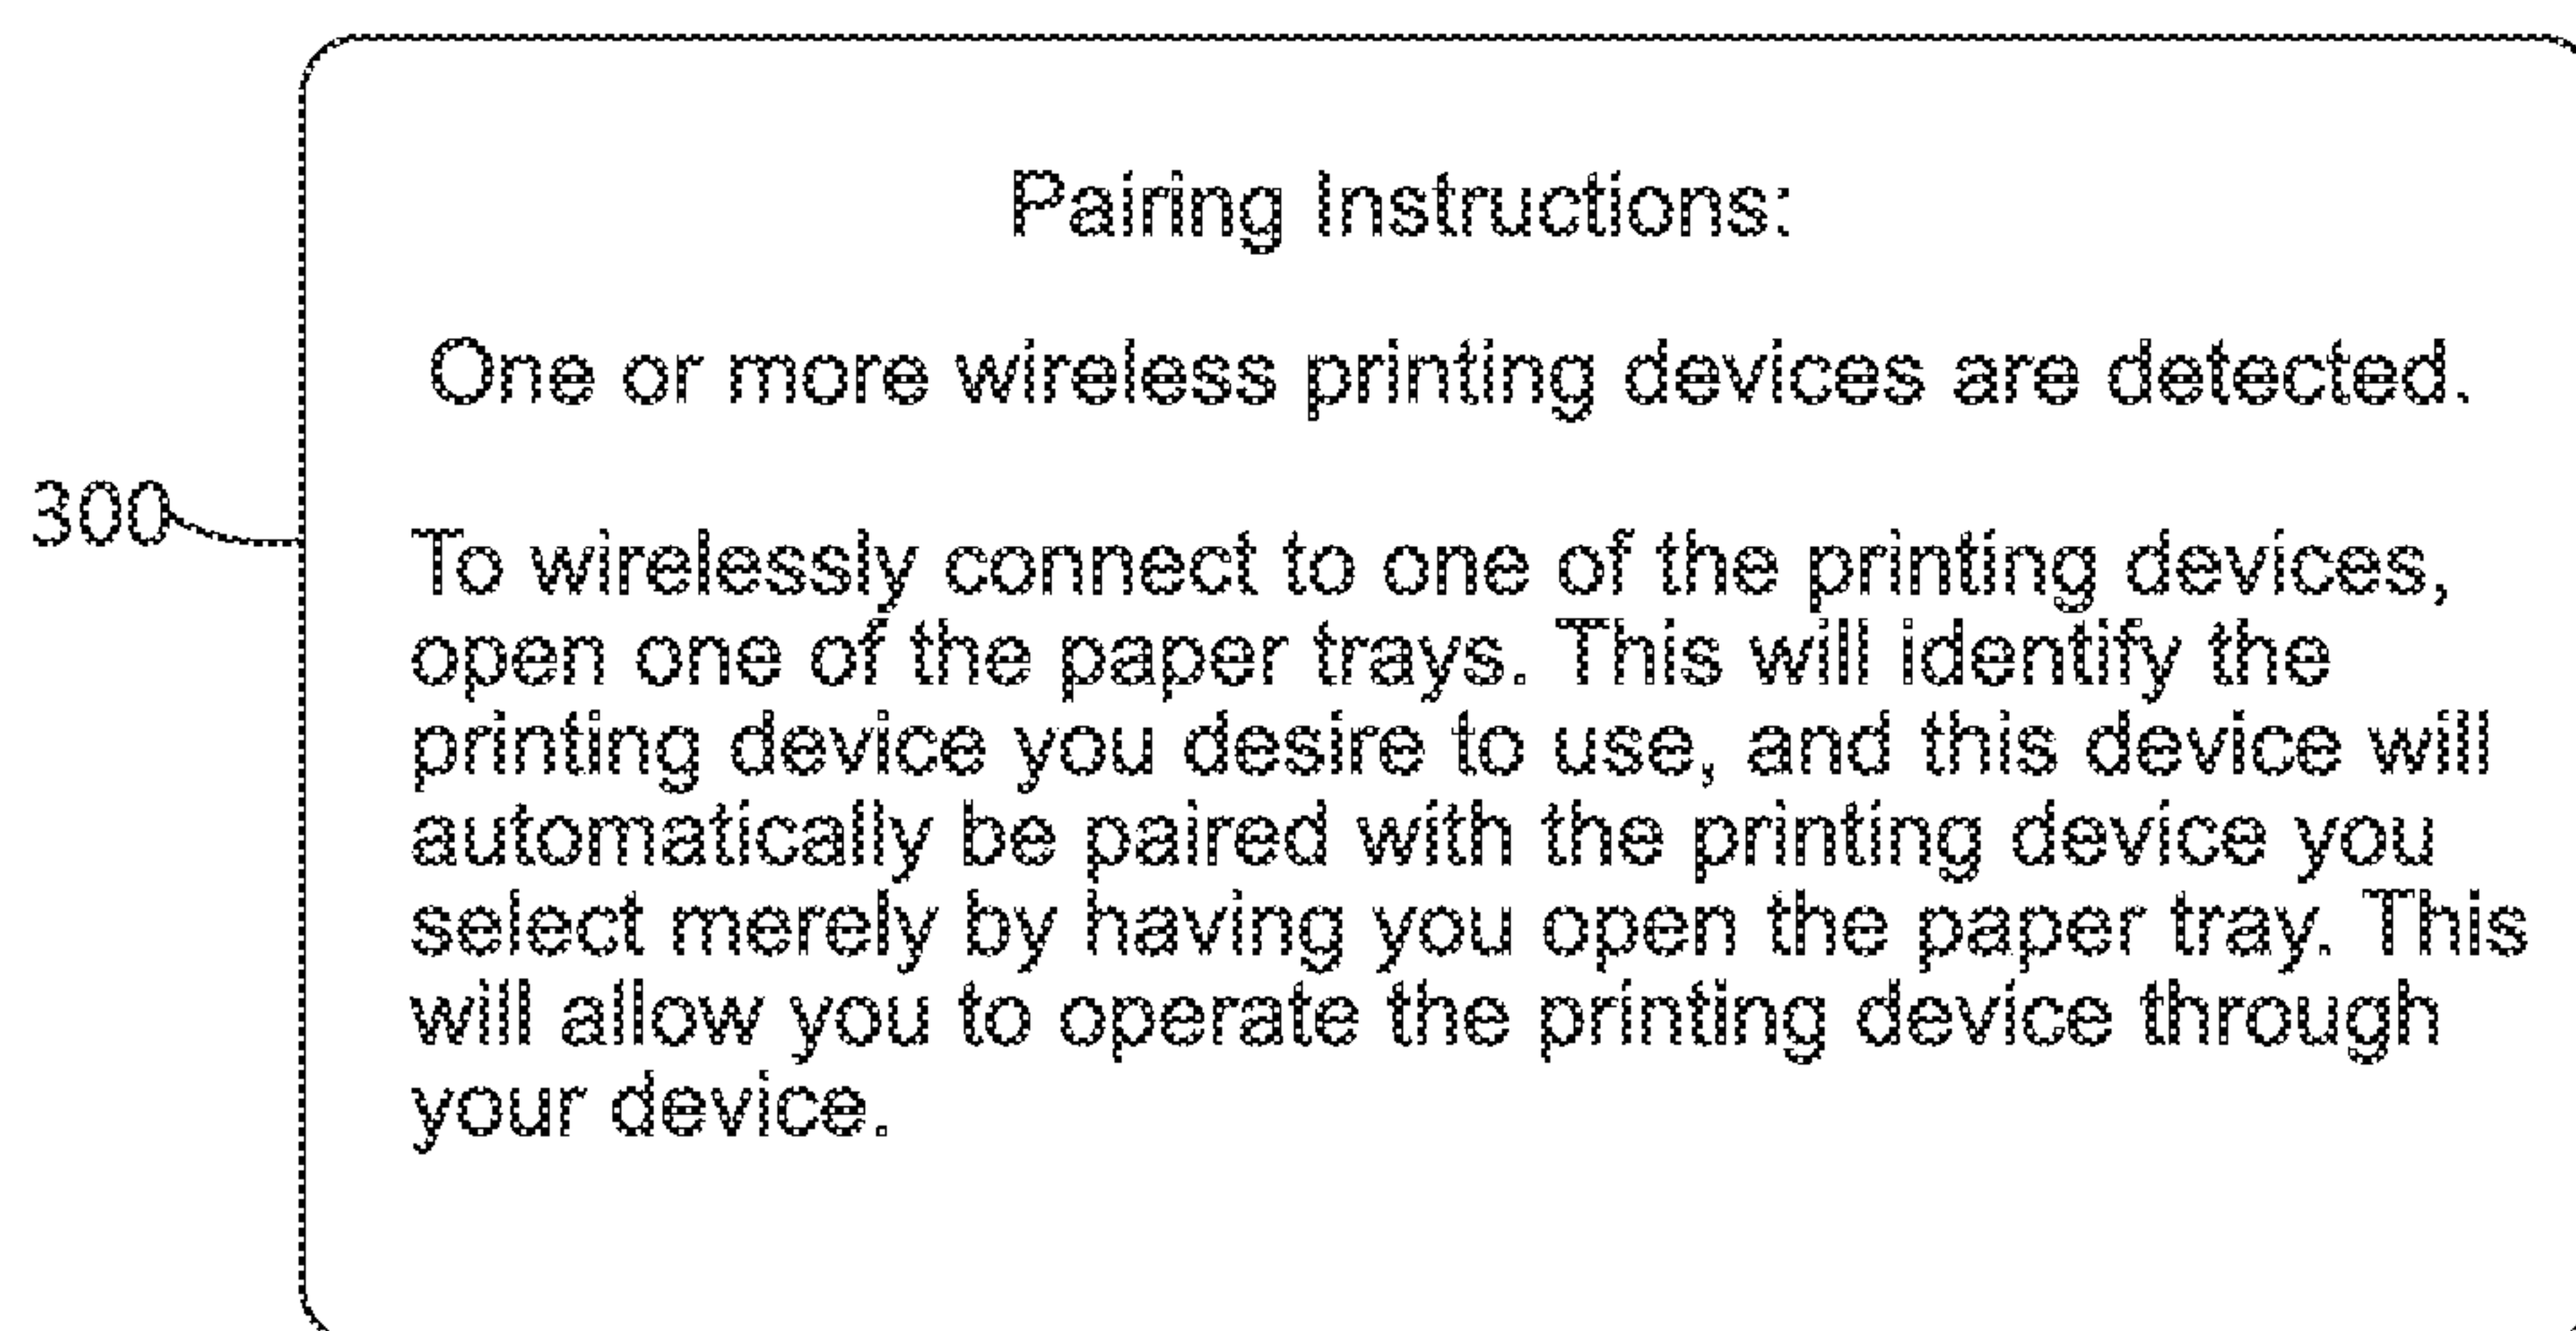 Pairing Instructions:
One or more wireless printing devices are detected.
300
To wirelessly connect to one of the printing devices,
open one of the paper trays. This will identify the
printing device you desire to use, and this device will
automatically be paired with the printing device you
select merely by having you open the paper tray. This
will allow you to operate the printing device through
your device.